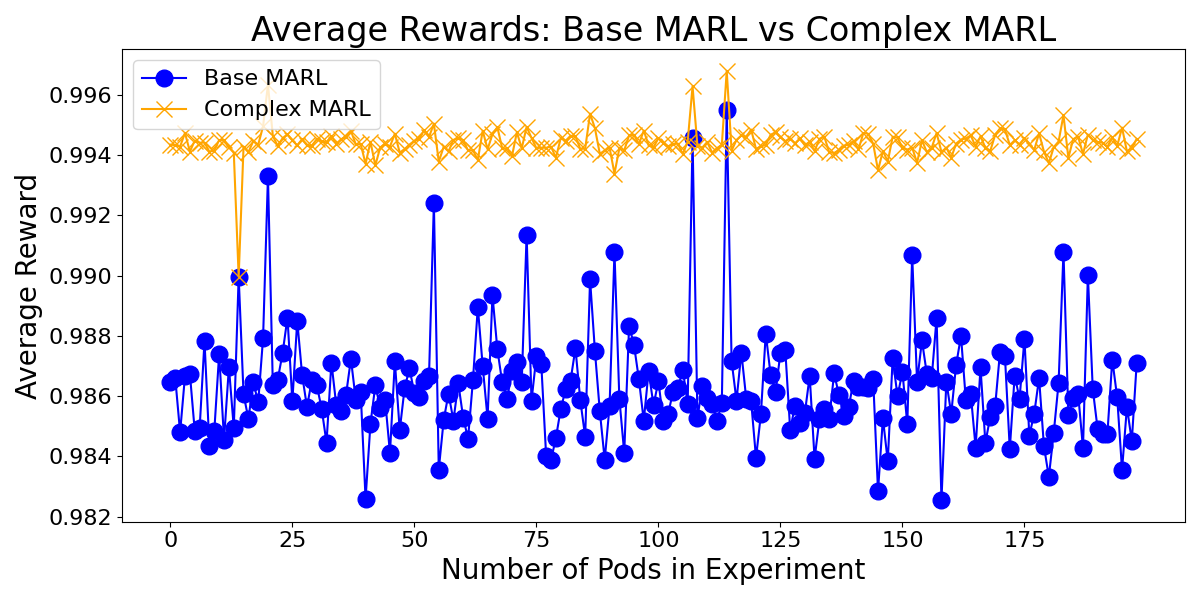 Average Rewards: Base MARL vs Complex MARL
Base MARL
Complex MARL
Average Reward
0.996
0.994
0.992
0.990
0.988
0.986
0.984
0.982
0 25 50 75 100 125 150 175
Number of Pods in Experiment